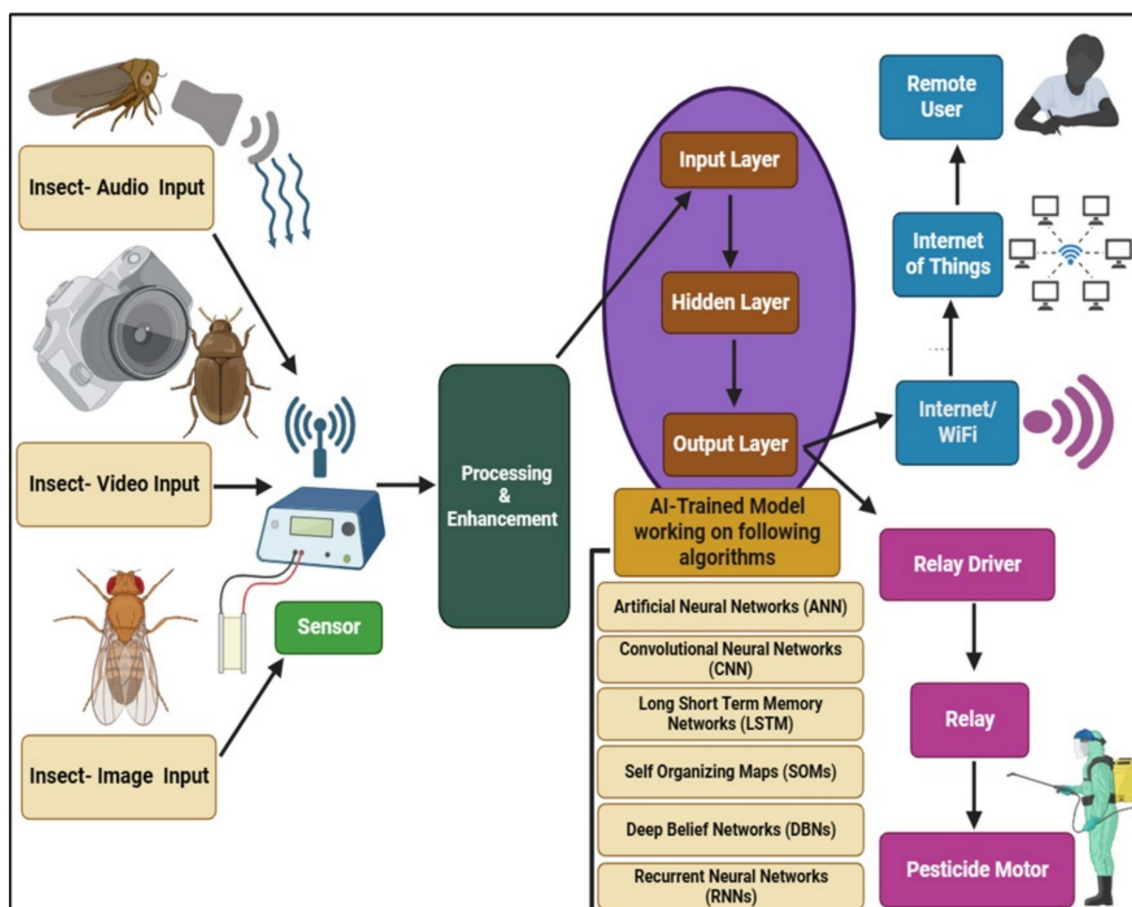 Insect- Audio Input
Insect- Video Input
Insect- Image Input
Sensor
Processing
&
Enhancement
Input Layer
Hidden Layer
Output Layer
AI-Trained Model
working on following
algorithms
Artificial Neural Networks (ANN)
Convolutional Neural Networks
(CNN)
Long Short Term Memory
Networks (LSTM)
Self Organizing Maps (SOMs)
Deep Belief Networks (DBNs)
Recurrent Neural Networks
(RNNs)
Remote
User
Internet
of Things
Internet/
WiFi
Relay Driver
Relay
Pesticide Motor